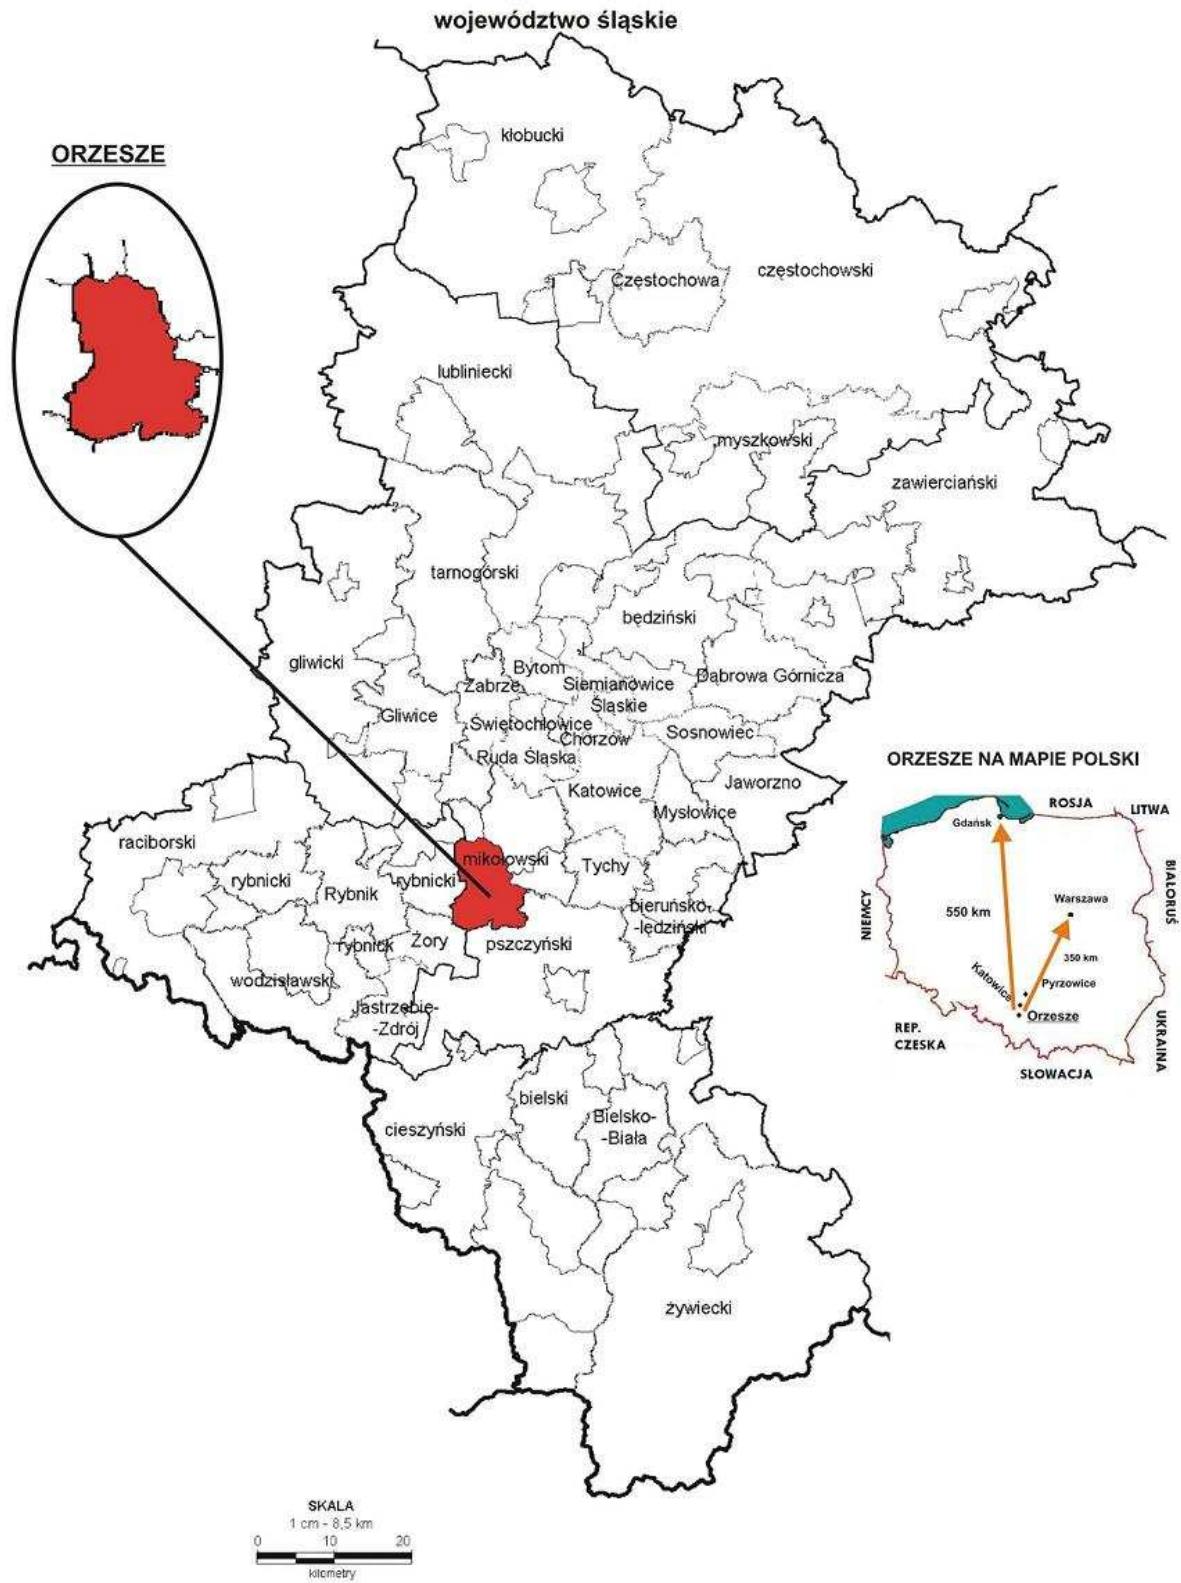 województwo śląskie
kłobucki
ORZESZE
Częstochowa
częstochowski
lubliniecki
myszkowski
zawierciański
tarnogórski
będziński
gliwicki
Bytom
Zabrze
Siemianowice
Śląskie
Dąbrowa Górnicza
Gliwice
Świętochłowice
Chorzów
Sosnowiec
Ruda Śląska
Katowice
Jaworzno
Mysłowice
raciborski
mikołowski
Tychy
rybnicki
Rybnik
rybnicki
bieruńsko-
-lędziński
rybnick
Żory
pszczyński
wodzisławski
Jastrzębie-
-Zdrój
bielski
Bielsko-
-Biała
cieszyński
żywiecki
ORZESZE NA MAPIE POLSKI
ROSJA
LITWA
Gdańsk
BIAŁORUŚ
NIEMCY
550 km
Warszawa
350 km
Katowice
Pyrzowice
Orzesze
REP.
CZESKA
UKRAINA
SŁOWACJA
SKALA
1 cm - 8,5 km
0 10 20
kilometry